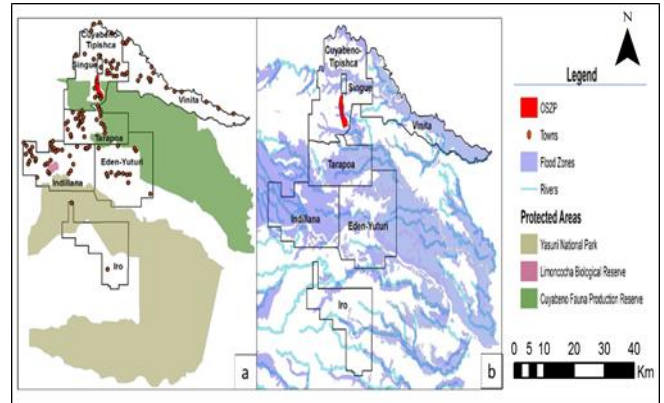 Cuyabeno-
Tipishca
Singue
Vinita
Tarapoa
Eden-Yuturi
Indillana
Iro
a
Cuyabeno-
Tipishca
Singue
Vinita
Tarapoa
Indillana
Eden-Yuturi
Iro
b
N
Legend
OSZP
Towns
Flood Zones
Rivers
Protected Areas
Yasuni National Park
Limoncocha Biological Reserve
Cuyabeno Fauna Production Reserve
0 5 10 20 30 40
Km